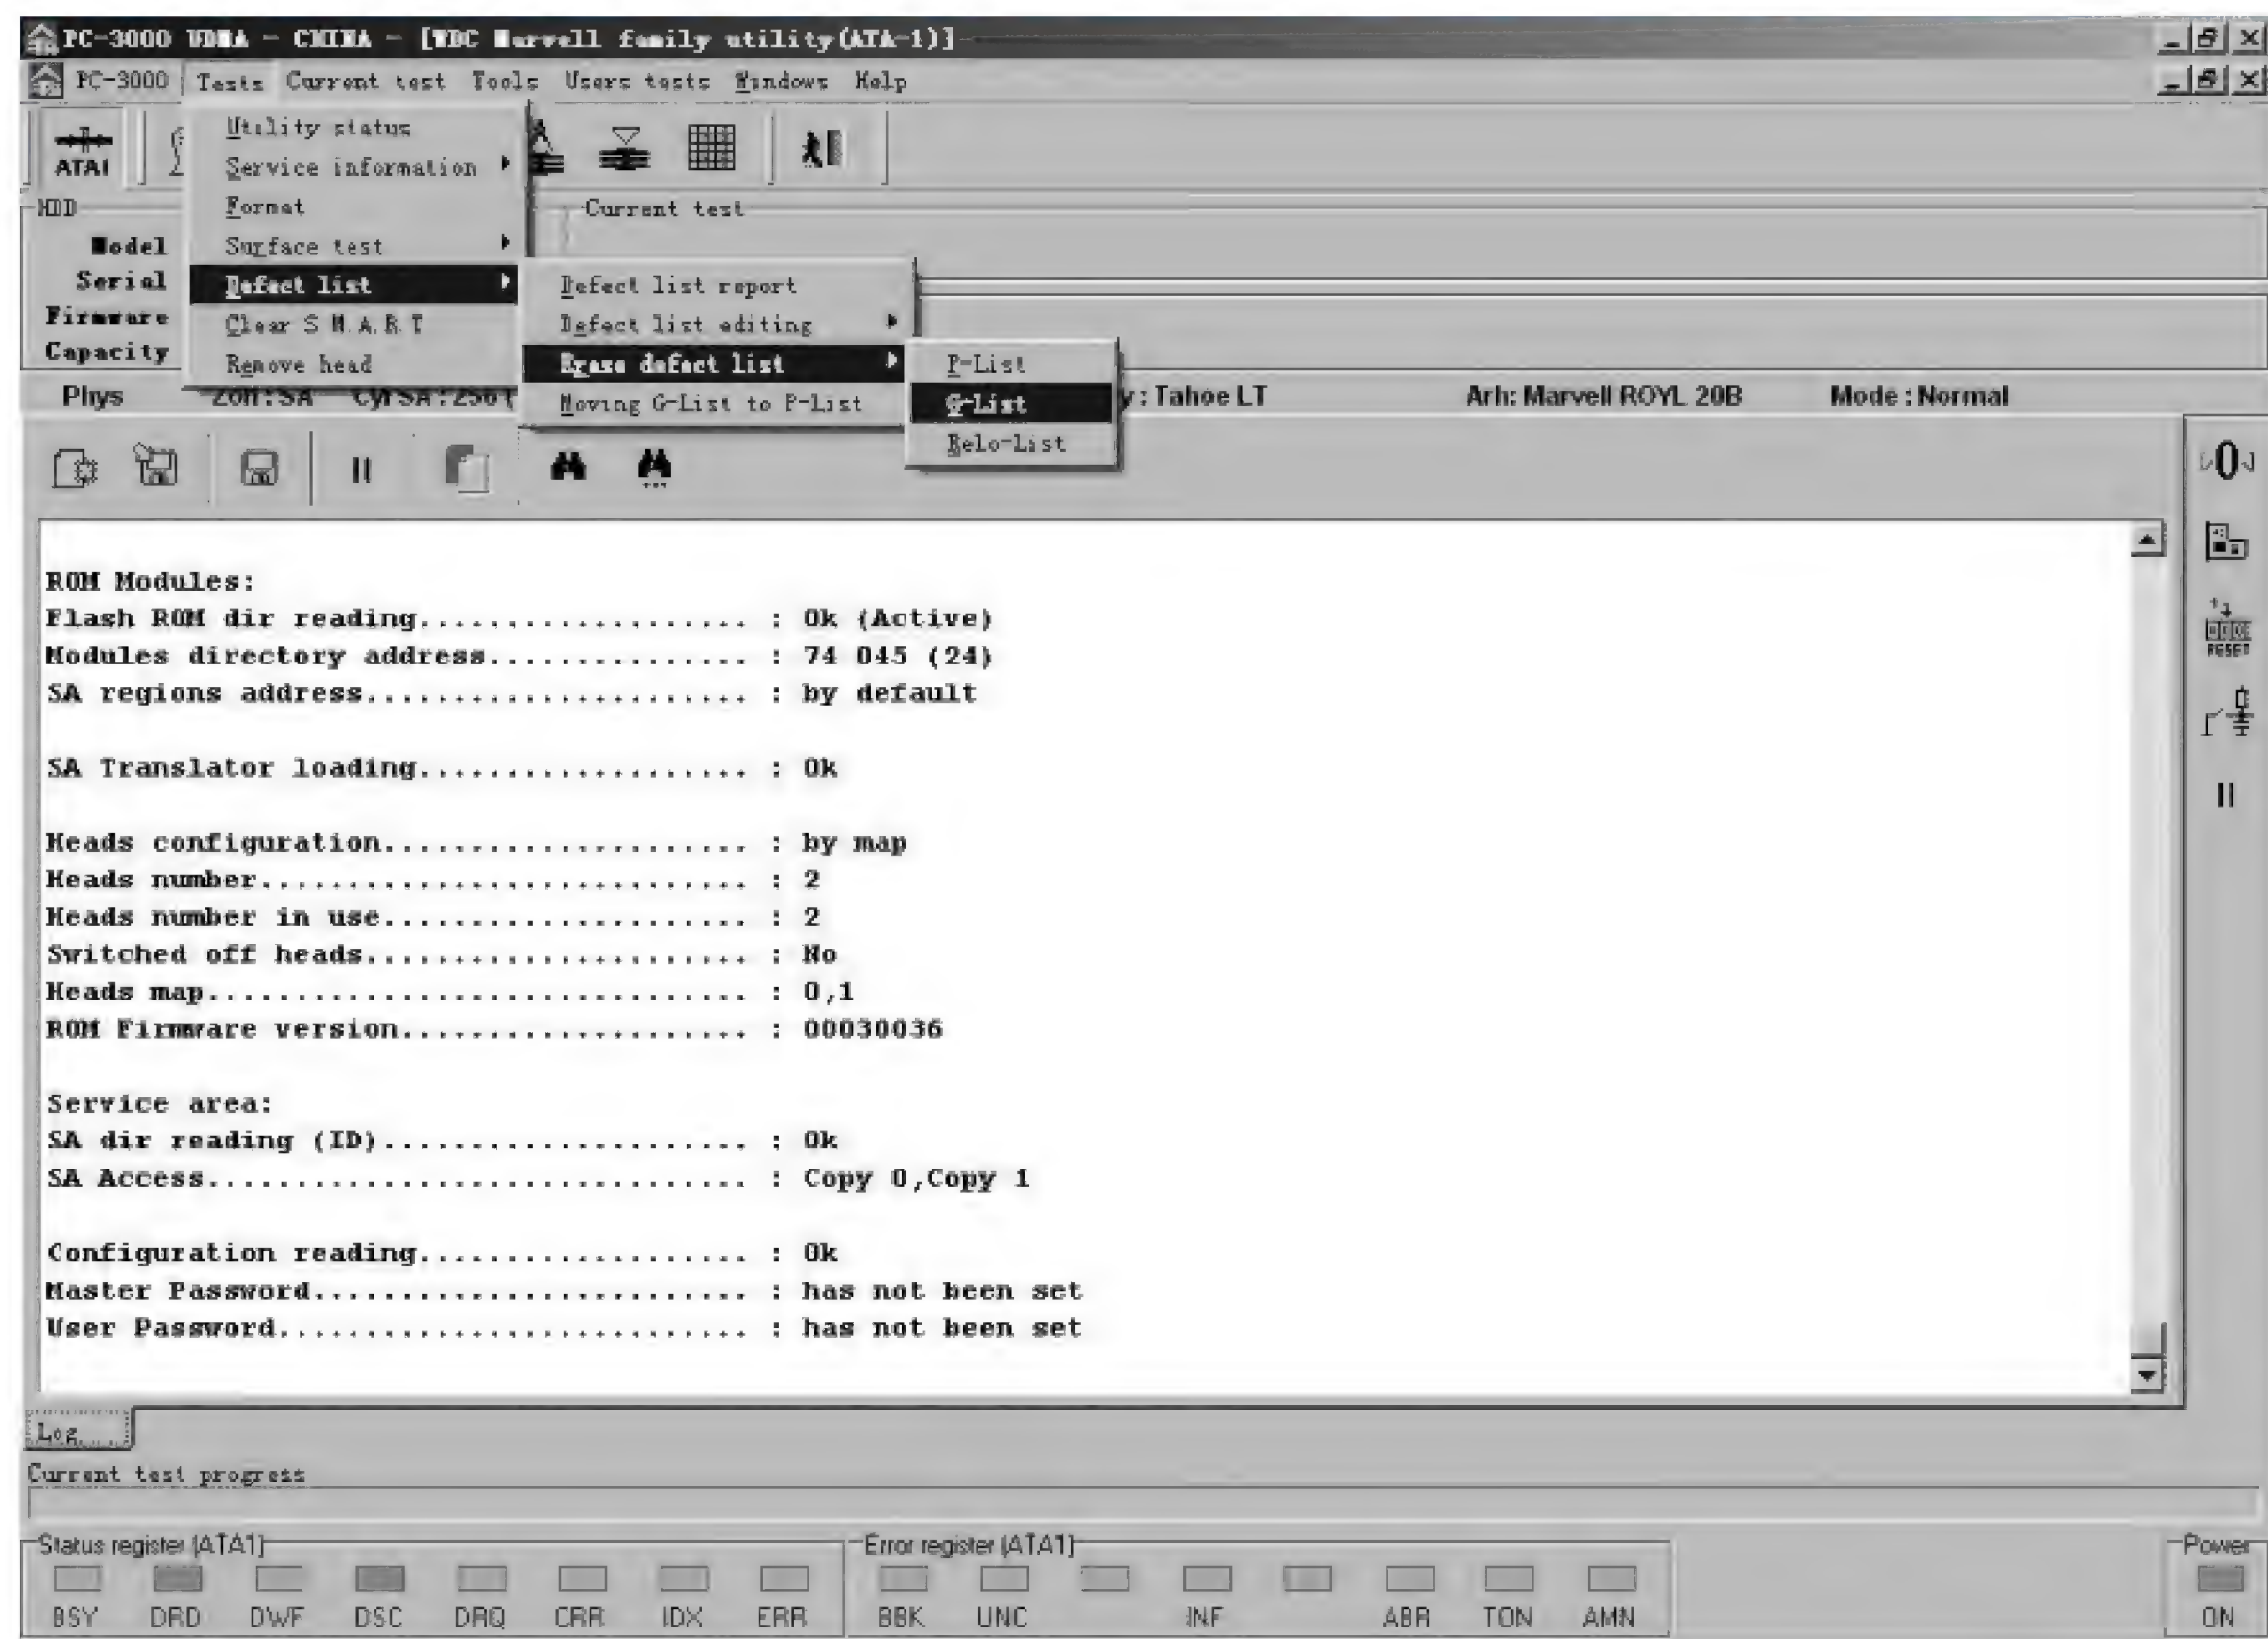 PC-3000 UDMA - CHINA - [WDC Marvell family utility(ATA-1)]
PC-3000 Tests Current test Tools Users tests Windows Help
ATA1
Utility status
Service information
Format
Surface test
Defect list
Clear S.M.A.R.T
Remove head
HDD
Model
Serial
Firmware
Capacity
Current test
Defect list report
Defect list editing
Erase defect list
Moving G-List to P-List
P-List
G-List
Relo-List
Phys Zon: SA Cyl SA: 2561 y: Tahoe LT Arh: Marvell ROYL 20B Mode : Normal
RESET
ROM Modules:
Flash ROM dir reading................... : Ok (Active)
Modules directory address............... : 74 045 (24)
SA regions address...................... : by default
SA Translator loading................... : Ok
Heads configuration..................... : by map
Heads number............................ : 2
Heads number in use..................... : 2
Switched off heads...................... : No
Heads map............................... : 0,1
ROM Firmware version.................... : 00030036
Service area:
SA dir reading (ID)..................... : Ok
SA Access............................... : Copy 0,Copy 1
Configuration reading................... : Ok
Master Password......................... : has not been set
User Password........................... : has not been set
Log
Current test progress
Status register (ATA1) Error register (ATA1) Power
BSY DRD DWF DSC DRQ CRR IDX ERR BBK UNC INF ABR TON AMN ON